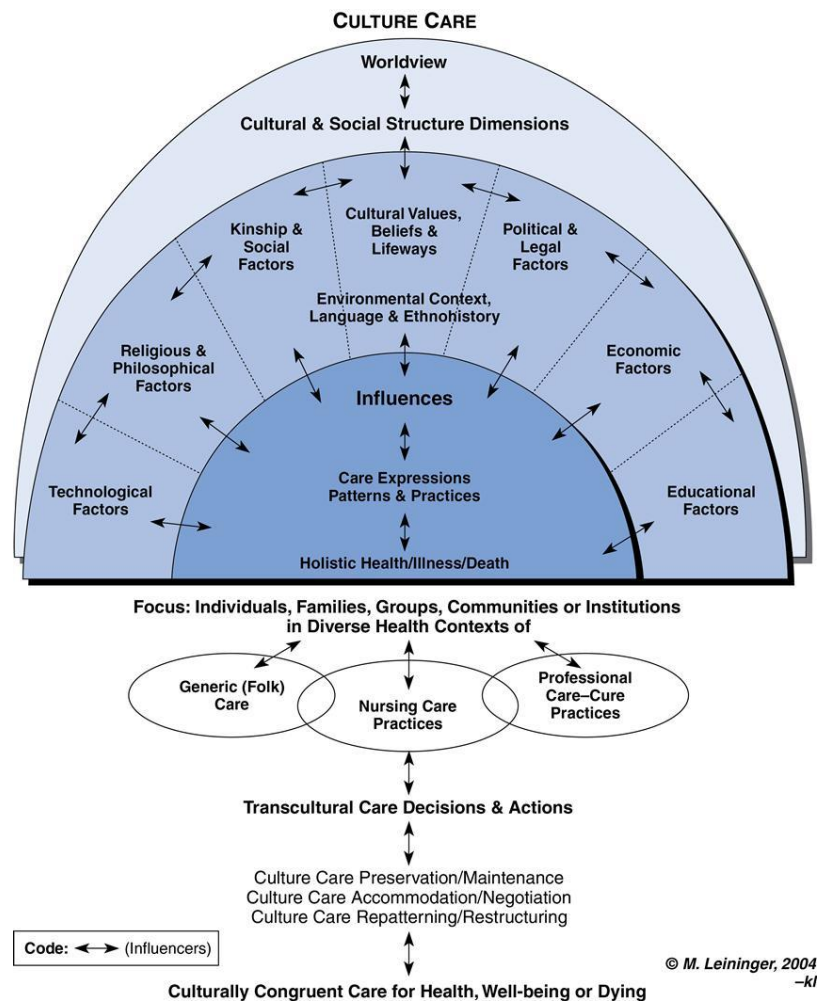 CULTURE CARE
Worldview
Cultural & Social Structure Dimensions
Kinship &
Social
Factors
Cultural Values,
Beliefs &
Lifeways
Political &
Legal
Factors
Environmental Context,
Language & Ethnohistory
Religious &
Philosophical
Factors
Economic
Factors
Technological
Factors
Educational
Factors
Influences
Care Expressions
Patterns & Practices
Holistic Health/Illness/Death
Focus: Individuals, Families, Groups, Communities or Institutions
in Diverse Health Contexts of
Generic (Folk)
Care
Nursing Care
Practices
Professional
Care–Cure
Practices
Transcultural Care Decisions & Actions
Culture Care Preservation/Maintenance
Culture Care Accommodation/Negotiation
Culture Care Repatterning/Restructuring
Code: (Influencers)
Culturally Congruent Care for Health, Well-being or Dying
© M. Leininger, 2004
–kl